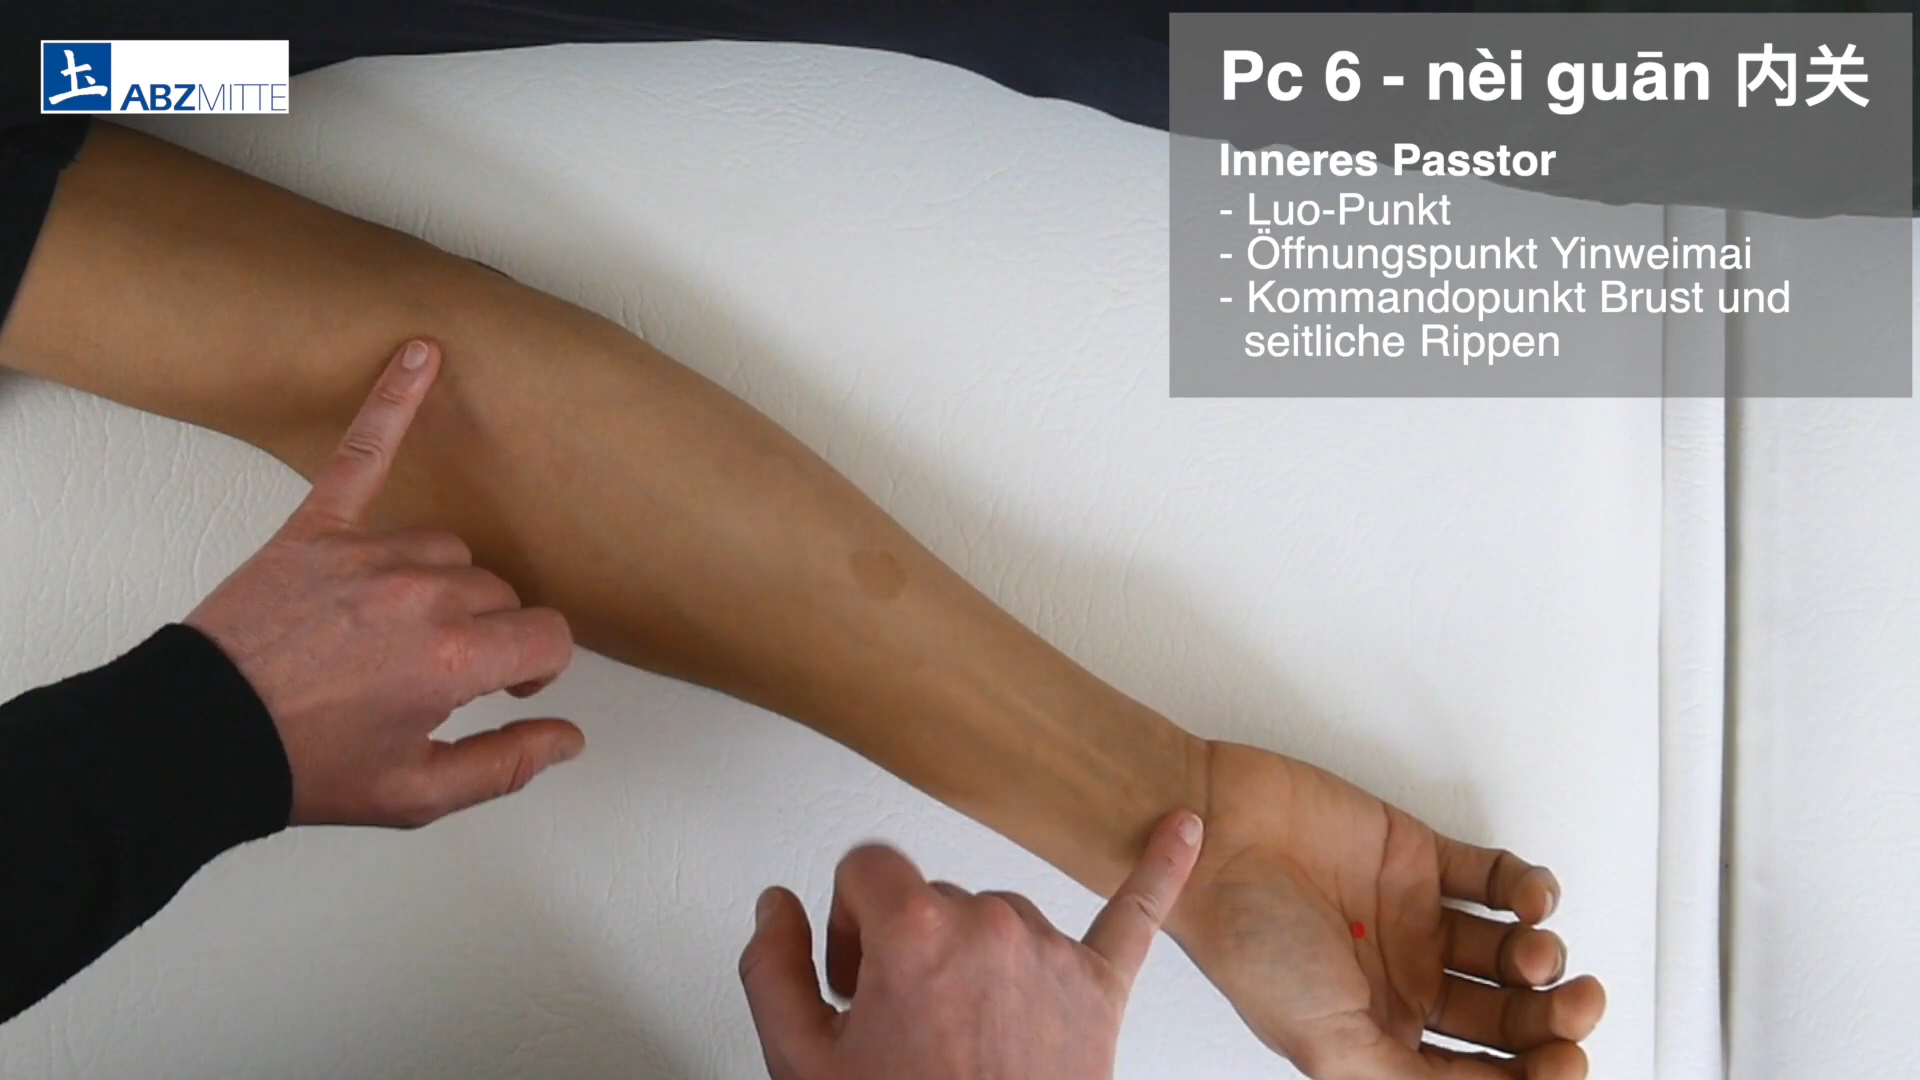 ABZMITTE
Pc 6 - nèi guān 内关
Inneres Passtor
- Luo-Punkt
- Öffnungspunkt Yinweimai
- Kommandopunkt Brust und
seitliche Rippen